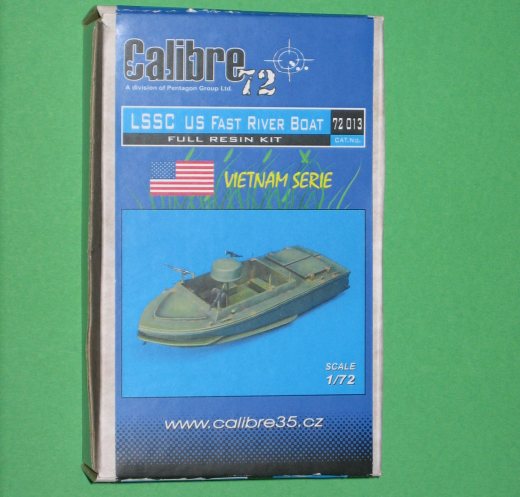 Calibre 72
A division of Pentagon Group Ltd.
LSSC US FAST RIVER BOAT 72 013
FULL RESIN KIT CAT.No.
VIETNAM SERIE
SCALE
1/72
www.calibre35.cz